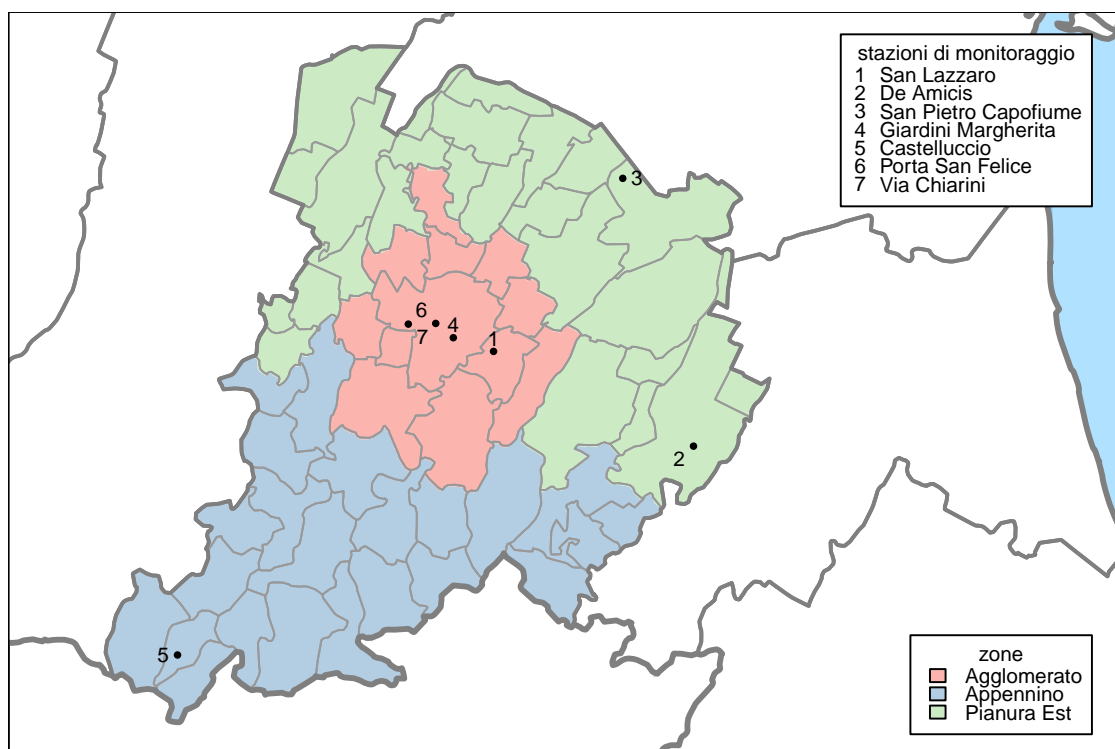 stazioni di monitoraggio
1 San Lazzaro
2 De Amicis
3 San Pietro Capofiume
4 Giardini Margherita
5 Castelluccio
6 Porta San Felice
7 Via Chiarini
3
6
7
4
1
2
5
zone
Agglomerato
Appennino
Pianura Est